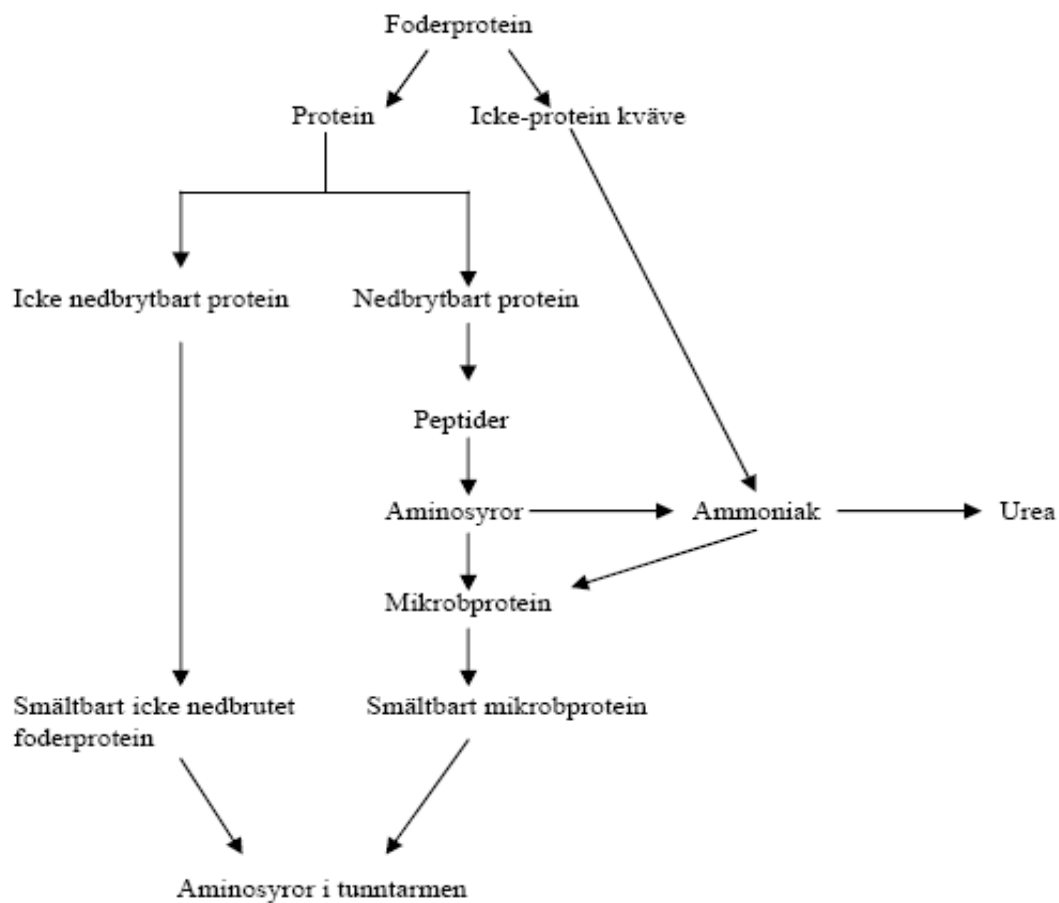 Foderprotein
Protein
Icke-protein kväve
Icke nedbrytbart protein
Nedbrytbart protein
Peptider
Aminosyror
Ammoniak
Urea
Mikrobprotein
Smältbart icke nedbrutet
foderprotein
Smältbart mikrobprotein
Aminosyror i tunntarmen